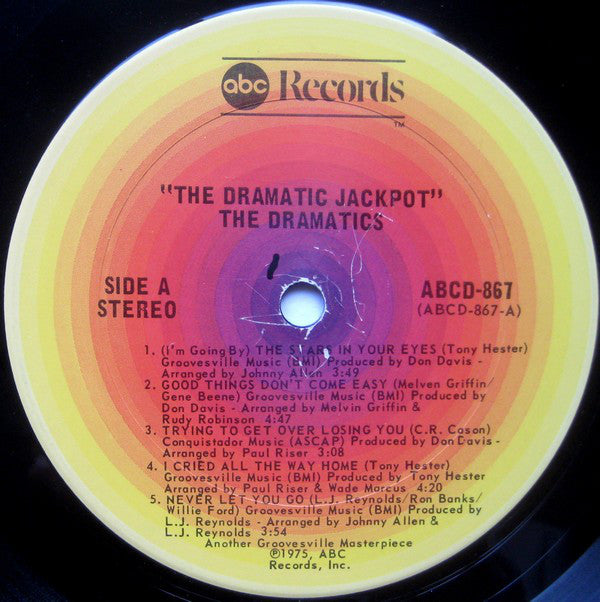 abc Records
TM
"THE DRAMATIC JACKPOT"
THE DRAMATICS
SIDE A
STEREO
ABCD-867
(ABCD-867-A)
1. (I'm Going By) THE STARS IN YOUR EYES (Tony Hester)
Groovesville Music (BMI) Produced by Don Davis -
Arranged by Johnny Allen 3:49
2. GOOD THINGS DON'T COME EASY (Melven Griffin/
Gene Beene) Groovesville Music (BMI) Produced by
Don Davis - Arranged by Melvin Griffin &
Rudy Robinson 4:47
3. TRYING TO GET OVER LOSING YOU (C.R. Cason)
Conquistador Music (ASCAP) Produced by Don Davis -
Arranged by Paul Riser 3:08
4. I CRIED ALL THE WAY HOME (Tony Hester)
Groovesville Music (BMI) Produced by Tony Hester
Arranged by Paul Riser & Wade Marcus 4:20
5. NEVER LET YOU GO (L.J. Reynolds/Ron Banks/
Willie Ford) Groovesville Music (BMI) Produced by
L.J. Reynolds - Arranged by Johnny Allen &
L.J. Reynolds 3:54
Another Groovesville Masterpiece
℗1975, ABC
Records, Inc.